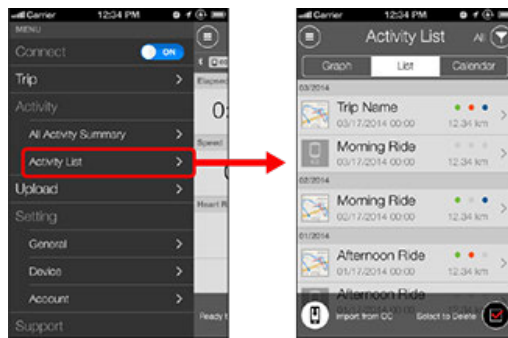 Carrier 12:34 PM
MENU
Connect ON
Trip
Activity
All Activity Summary
Activity List
Upload
Setting
General
Device
Account
Support
Elapsed
0:
Speed
Heart R
Ready t
Carrier 12:34 PM
Activity List All
Graph List Calendar
03/2014
Trip Name
03/17/2014 00:00 12.34 km
Morning Ride
03/17/2014 00:00 12.34 km
02/2014
Morning Ride
02/17/2014 00:00 12.34 km
01/2014
Afternoon Ride
01/17/2014 00:00 12.34 km
Afternoon Ride
Import from CC Select to Delete